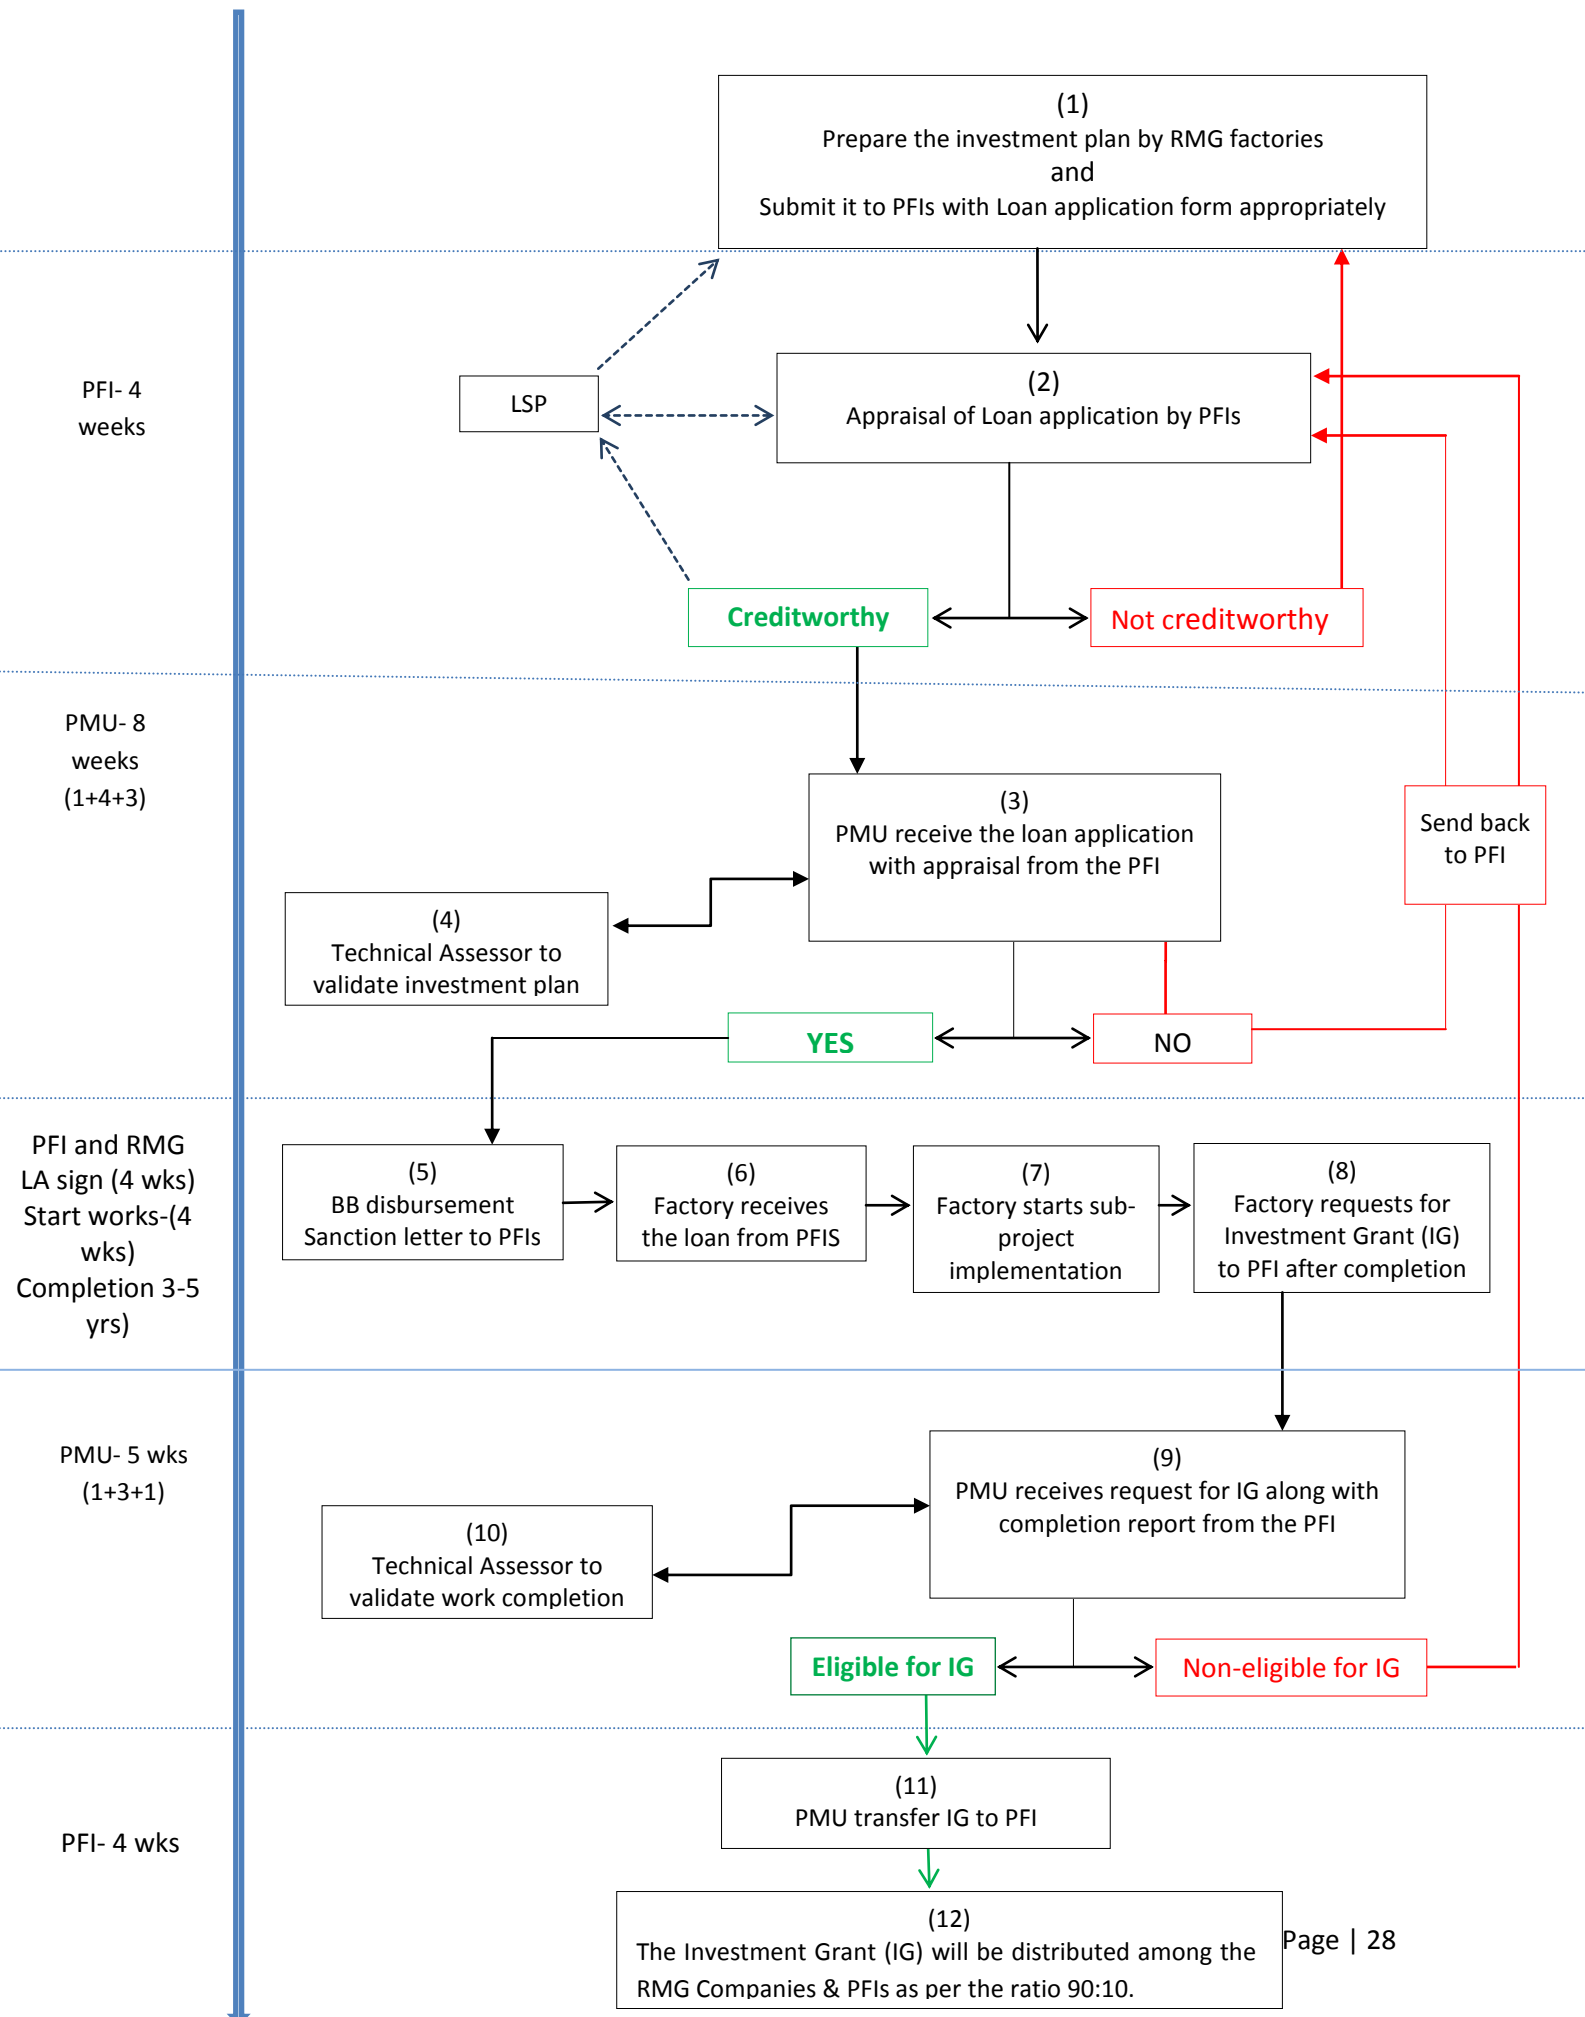 (1)
Prepare the investment plan by RMG factories
and
Submit it to PFIs with Loan application form appropriately
PFI- 4
weeks
LSP
(2)
Appraisal of Loan application by PFIs
Creditworthy
Not creditworthy
PMU- 8
weeks
(1+4+3)
(3)
PMU receive the loan application
with appraisal from the PFI
Send back
to PFI
(4)
Technical Assessor to
validate investment plan
YES
NO
PFI and RMG
LA sign (4 wks)
Start works-(4
wks)
Completion 3-5
yrs)
(5)
BB disbursement
Sanction letter to PFIs
(6)
Factory receives
the loan from PFIS
(7)
Factory starts sub-
project
implementation
(8)
Factory requests for
Investment Grant (IG)
to PFI after completion
PMU- 5 wks
(1+3+1)
(9)
PMU receives request for IG along with
completion report from the PFI
(10)
Technical Assessor to
validate work completion
Eligible for IG
Non-eligible for IG
(11)
PMU transfer IG to PFI
PFI- 4 wks
(12)
The Investment Grant (IG) will be distributed among the
RMG Companies & PFIs as per the ratio 90:10.
Page | 28